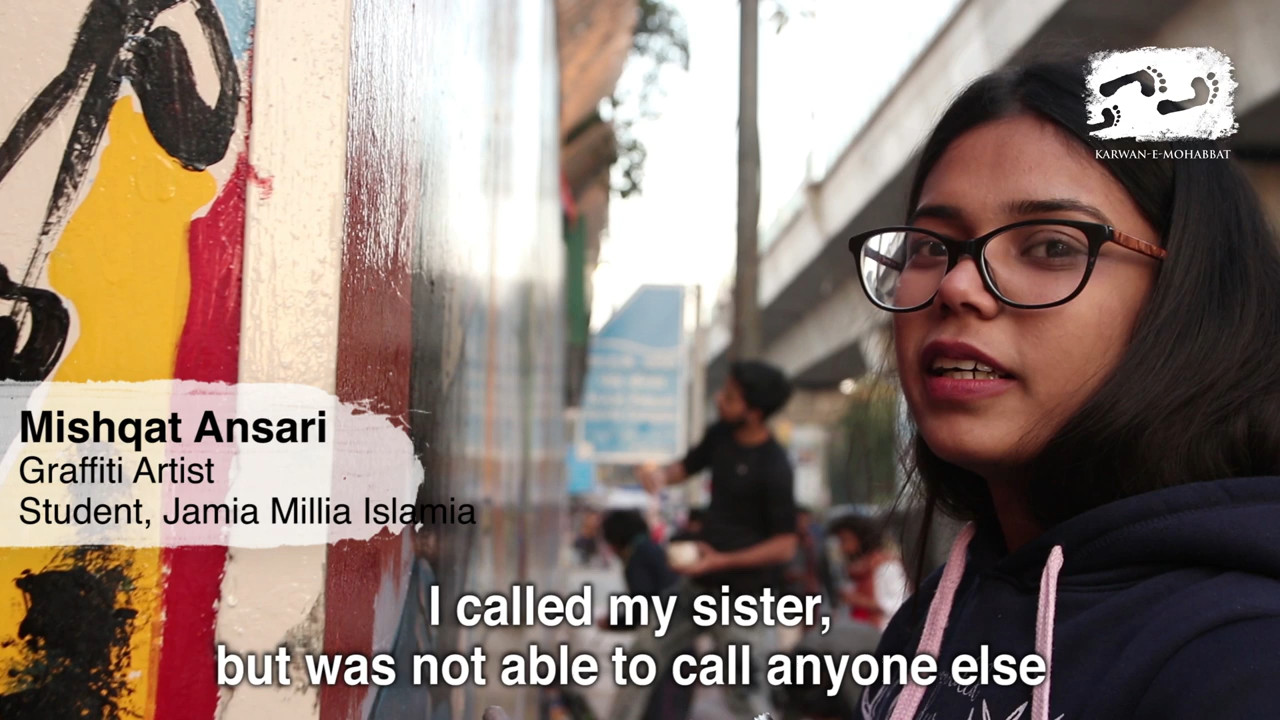 KARWAN-E-MOHABBAT
Mishqat Ansari
Graffiti Artist
Student, Jamia Millia Islamia
I called my sister,
but was not able to call anyone else